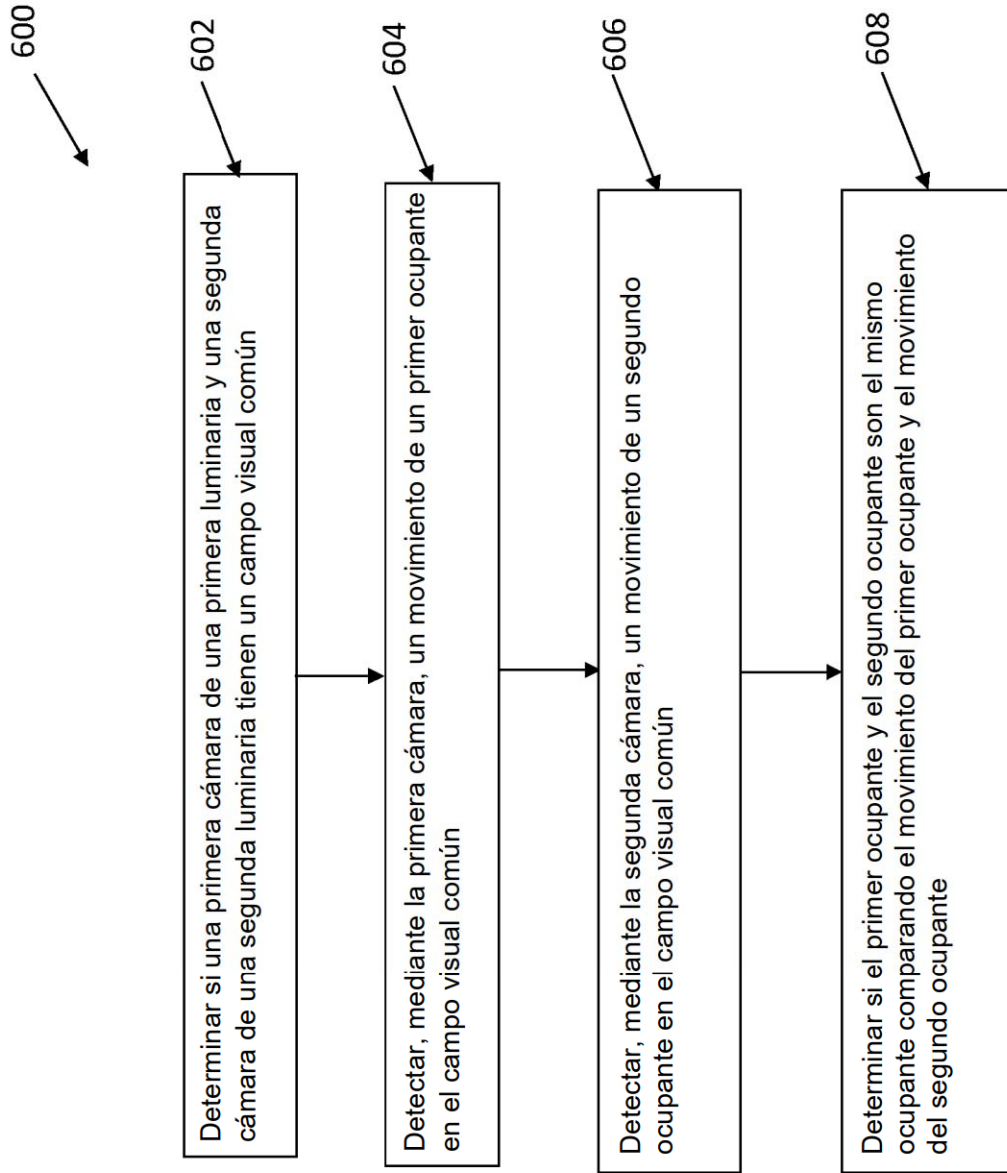 600
602
Determinar si una primera cámara de una primera luminaria y una segunda
cámara de una segunda luminaria tienen un campo visual común
604
Detectar, mediante la primera cámara, un movimiento de un primer ocupante
en el campo visual común
606
Detectar, mediante la segunda cámara, un movimiento de un segundo
ocupante en el campo visual común
608
Determinar si el primer ocupante y el segundo ocupante son el mismo
ocupante comparando el movimiento del primer ocupante y el movimiento
del segundo ocupante